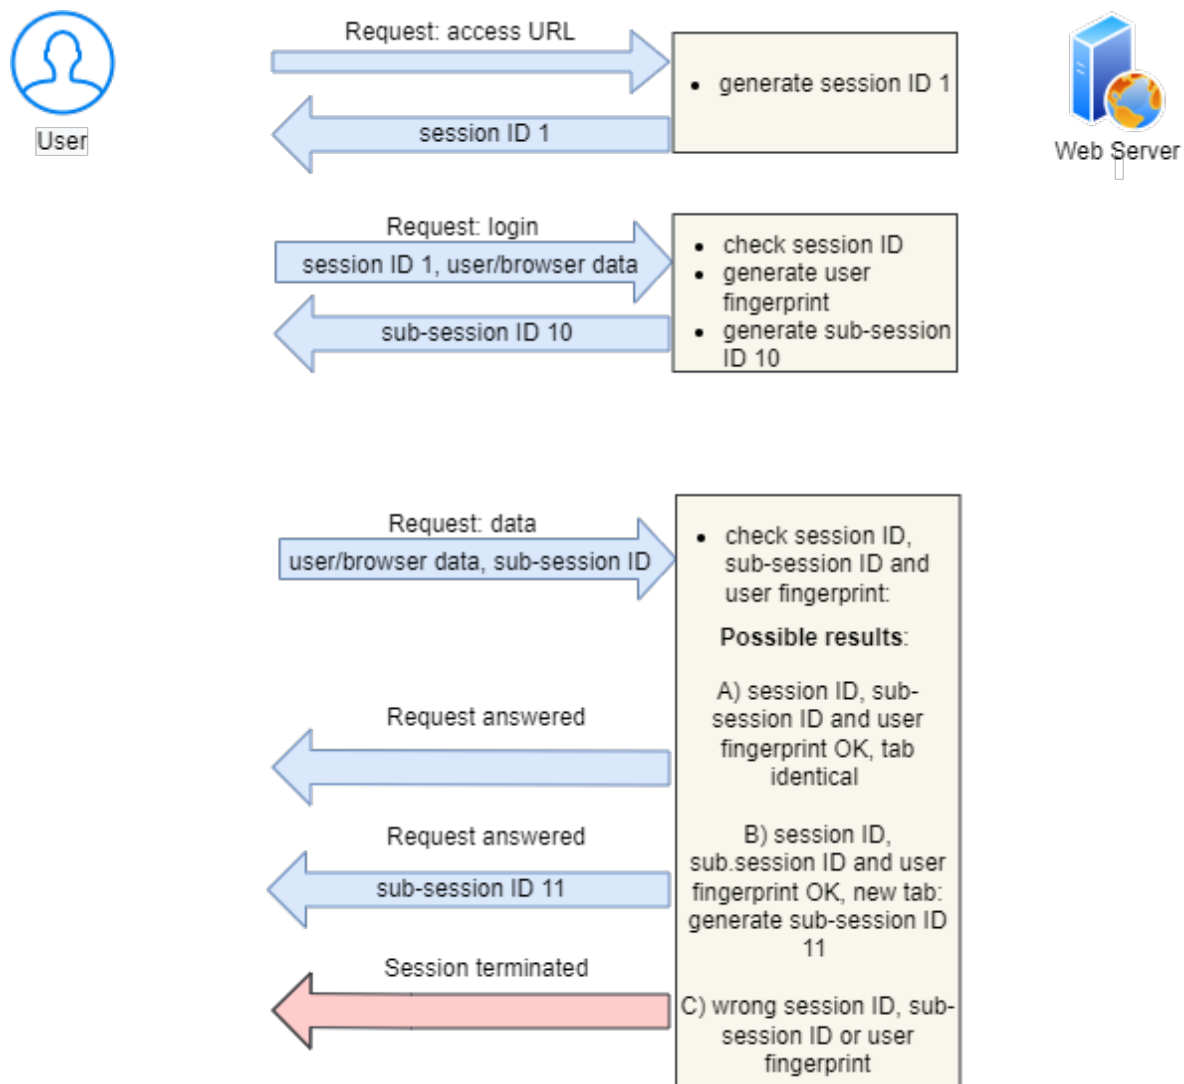 Request: access URL
• generate session ID 1
session ID 1
User
Web Server
Request: login
session ID 1, user/browser data
• check session ID
• generate user
fingerprint
• generate sub-session
ID 10
sub-session ID 10
Request: data
user/browser data, sub-session ID
• check session ID,
sub-session ID and
user fingerprint:
Possible results:
A) session ID, sub-
session ID and user
fingerprint OK, tab
identical
Request answered
B) session ID,
sub.session ID and user
fingerprint OK, new tab:
generate sub-session ID
11
Request answered
sub-session ID 11
C) wrong session ID, sub-
session ID or user
fingerprint
Session terminated